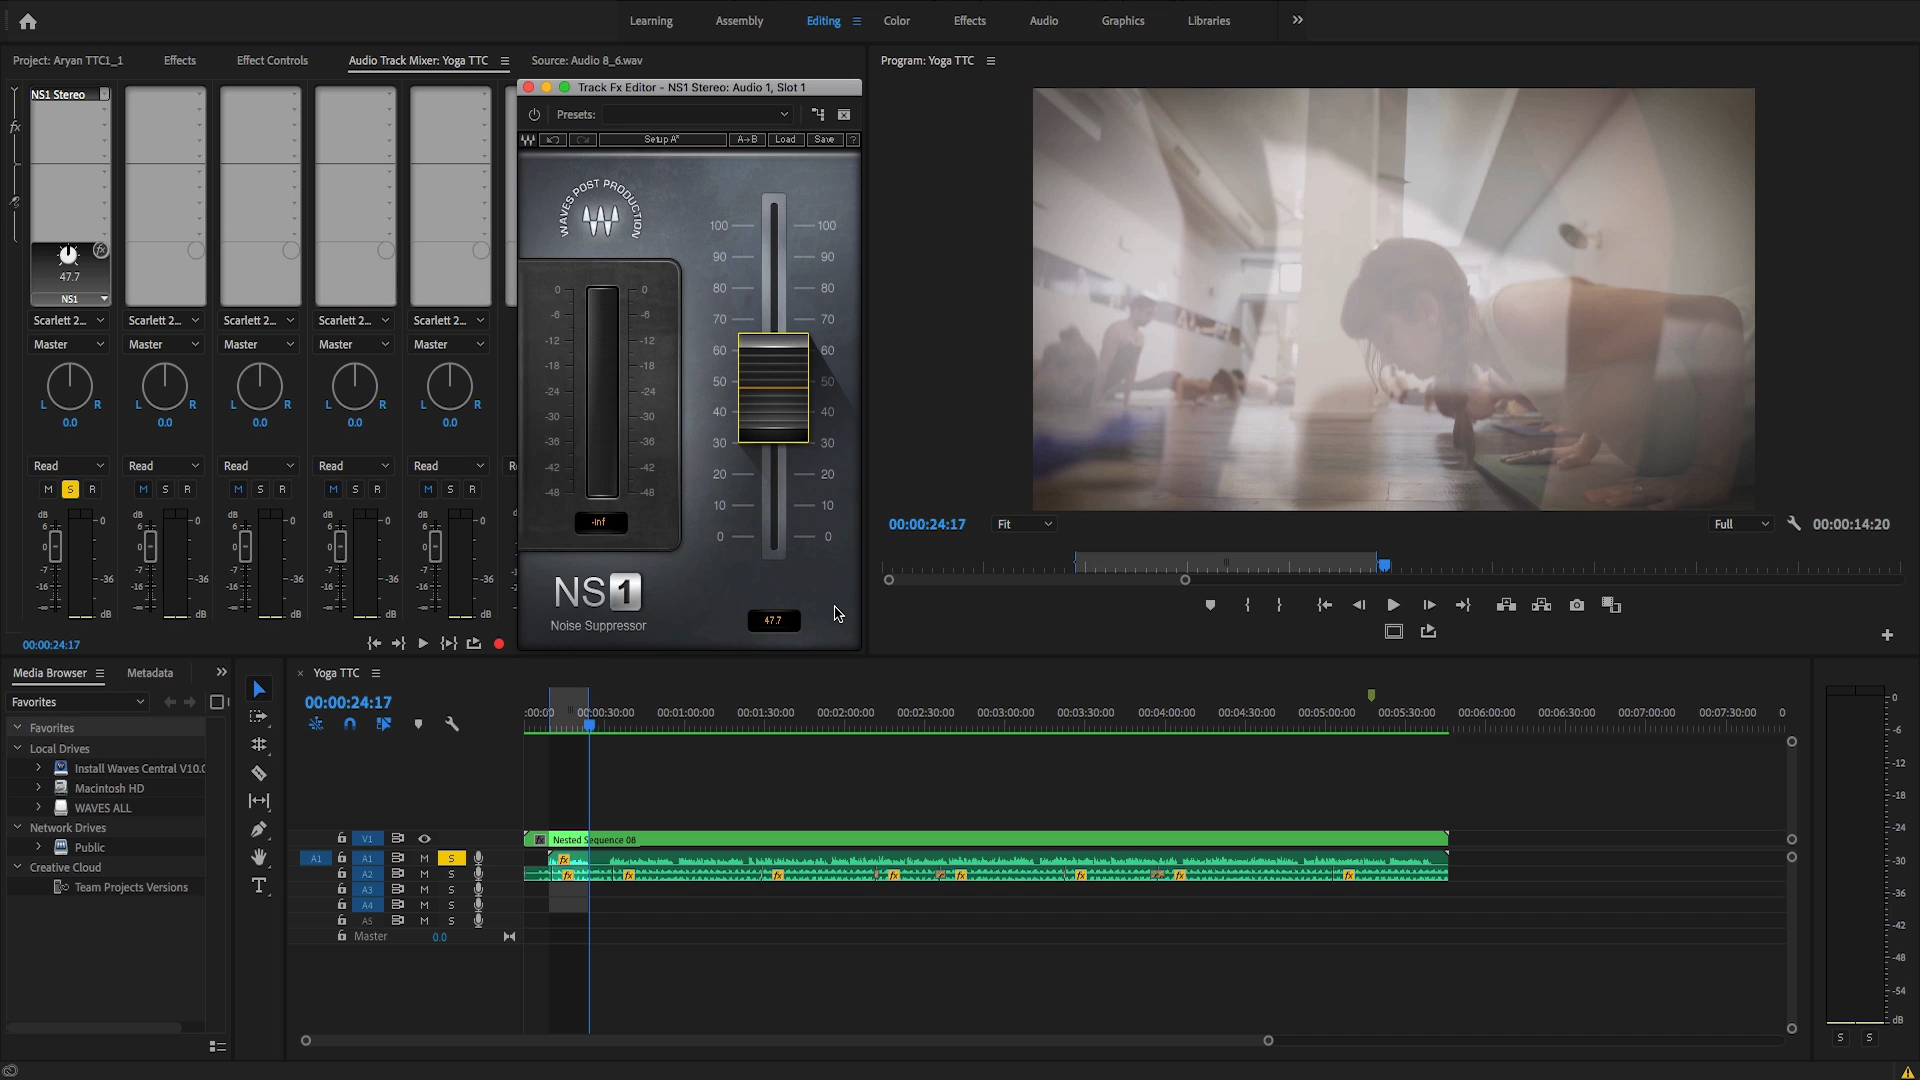 Learning Assembly Editing Color Effects Audio Graphics Libraries
Project: Aryan TTC1_1 Effects Effect Controls Audio Track Mixer: Yoga TTC Source: Audio 8_6.wav Program: Yoga TTC
NS1 Stereo
47.7
NS1
Scarlett 2... Scarlett 2... Scarlett 2... Scarlett 2... Scarlett 2...
Master Master Master Master Master
L R L R L R L R L R
0.0 0.0 0.0 0.0 0.0
Read Read Read Read Read
M S R M S R M S R M S R M S R
dB dB dB dB dB
6 0 6 0 6 0 6 0 6 0
0 0 0 0 0
-7 -36 -7 -36 -7 -36 -7 -36 -7 -36
-16 -16 -16 -16 -16
-∞ dB -∞ dB -∞ dB -∞ dB -∞ dB
00:00:24:17
Track Fx Editor - NS1 Stereo: Audio 1, Slot 1
Presets:
Setup A* A→B Load Save ?
WAVES POST PRODUCTION
100 100
90 90
80 80
70 70
60 60
50 50
40 40
30 30
20 20
10 10
0 0
0 0
-6 -6
-12 -12
-18 -18
-24 -24
-30 -30
-36 -36
-42 -42
-48 -48
-Inf
NS1
Noise Suppressor
47.7
00:00:24:17 Fit Full 00:00:14:20
Media Browser Metadata
Favorites
Favorites
Local Drives
Install Waves Central V10.0
Macintosh HD
WAVES ALL
Network Drives
Public
Creative Cloud
Team Projects Versions
Yoga TTC
00:00:24:17
:00:00 00:00:30:00 00:01:00:00 00:01:30:00 00:02:00:00 00:02:30:00 00:03:00:00 00:03:30:00 00:04:00:00 00:04:30:00 00:05:00:00 00:05:30:00 00:06:00:00 00:06:30:00 00:07:00:00 00:07:30:00 0
V1 fx Nested Sequence 08
A1 A1 M S fx
A2 M S fx fx fx fx fx fx fx fx
A3 M S
A4 M S
A5 M S
Master 0.0
0
-6
-12
-18
-24
-30
-36
-42
-48
-54
dB
S S